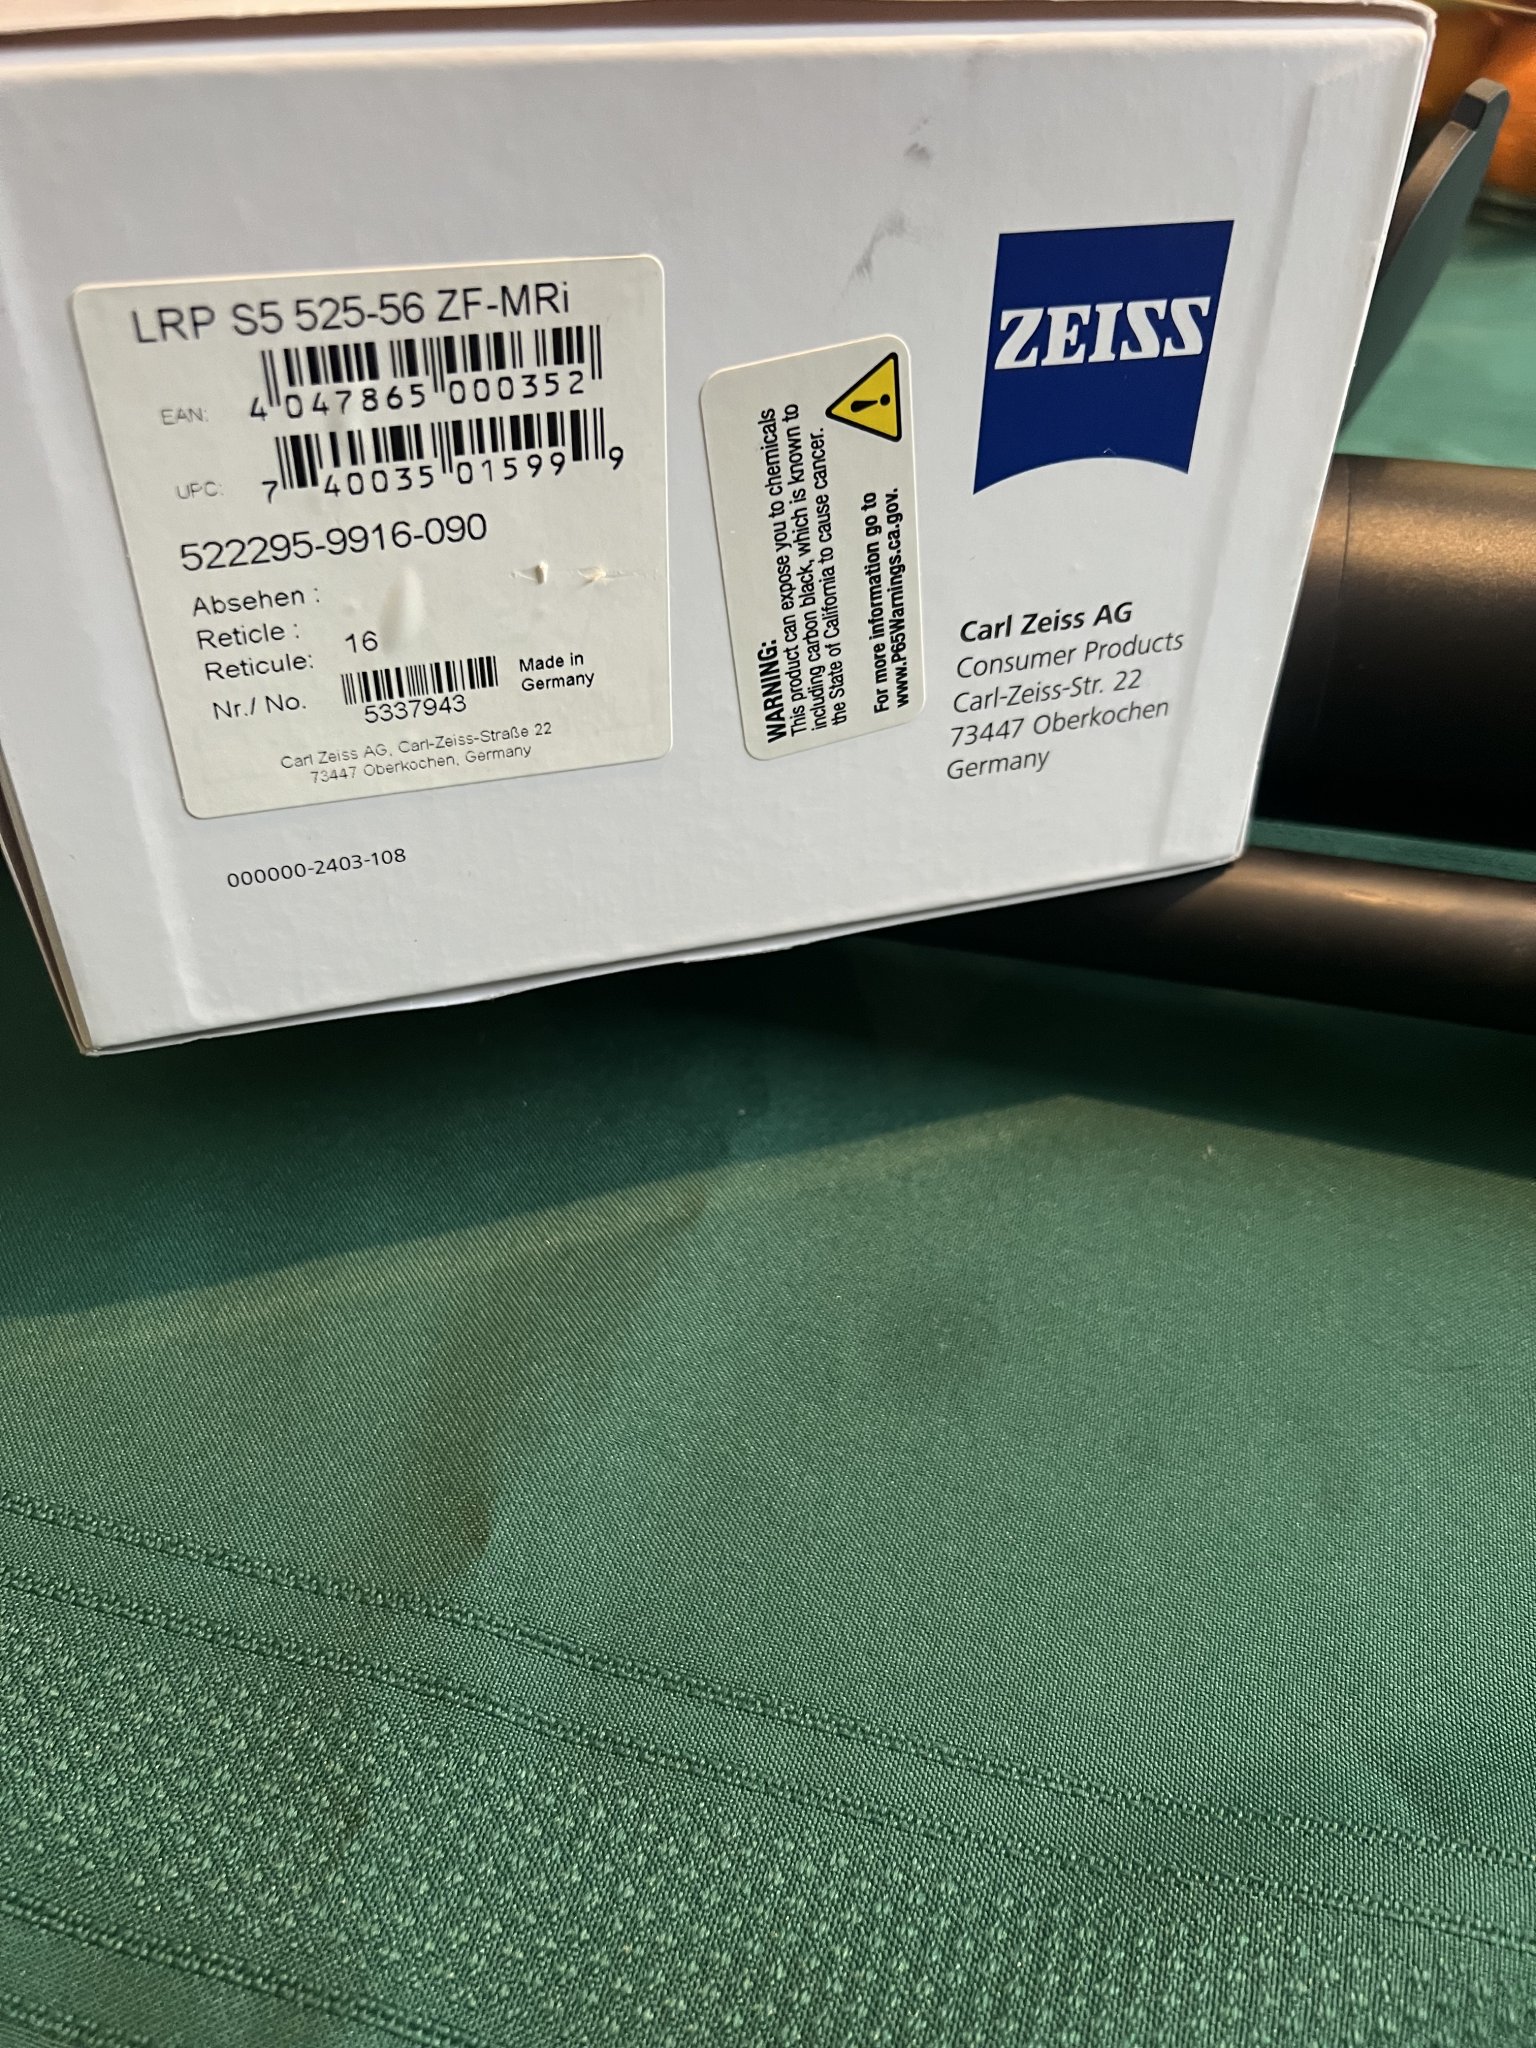 LRP S5 525-56 ZF-MRi
EAN: 4 047865 000352
UPC: 7 40035 01599 9
522295-9916-090
Absehen :
Reticle :
Reticule: 16
Nr./ No. 5337943
Made in
Germany
Carl Zeiss AG, Carl-Zeiss-Straße 22
73447 Oberkochen, Germany
000000-2403-108
WARNING:
This product can expose you to chemicals
including carbon black, which is known to
the State of California to cause cancer.
For more information go to
www.P65Warnings.ca.gov.
ZEISS
Carl Zeiss AG
Consumer Products
Carl-Zeiss-Str. 22
73447 Oberkochen
Germany